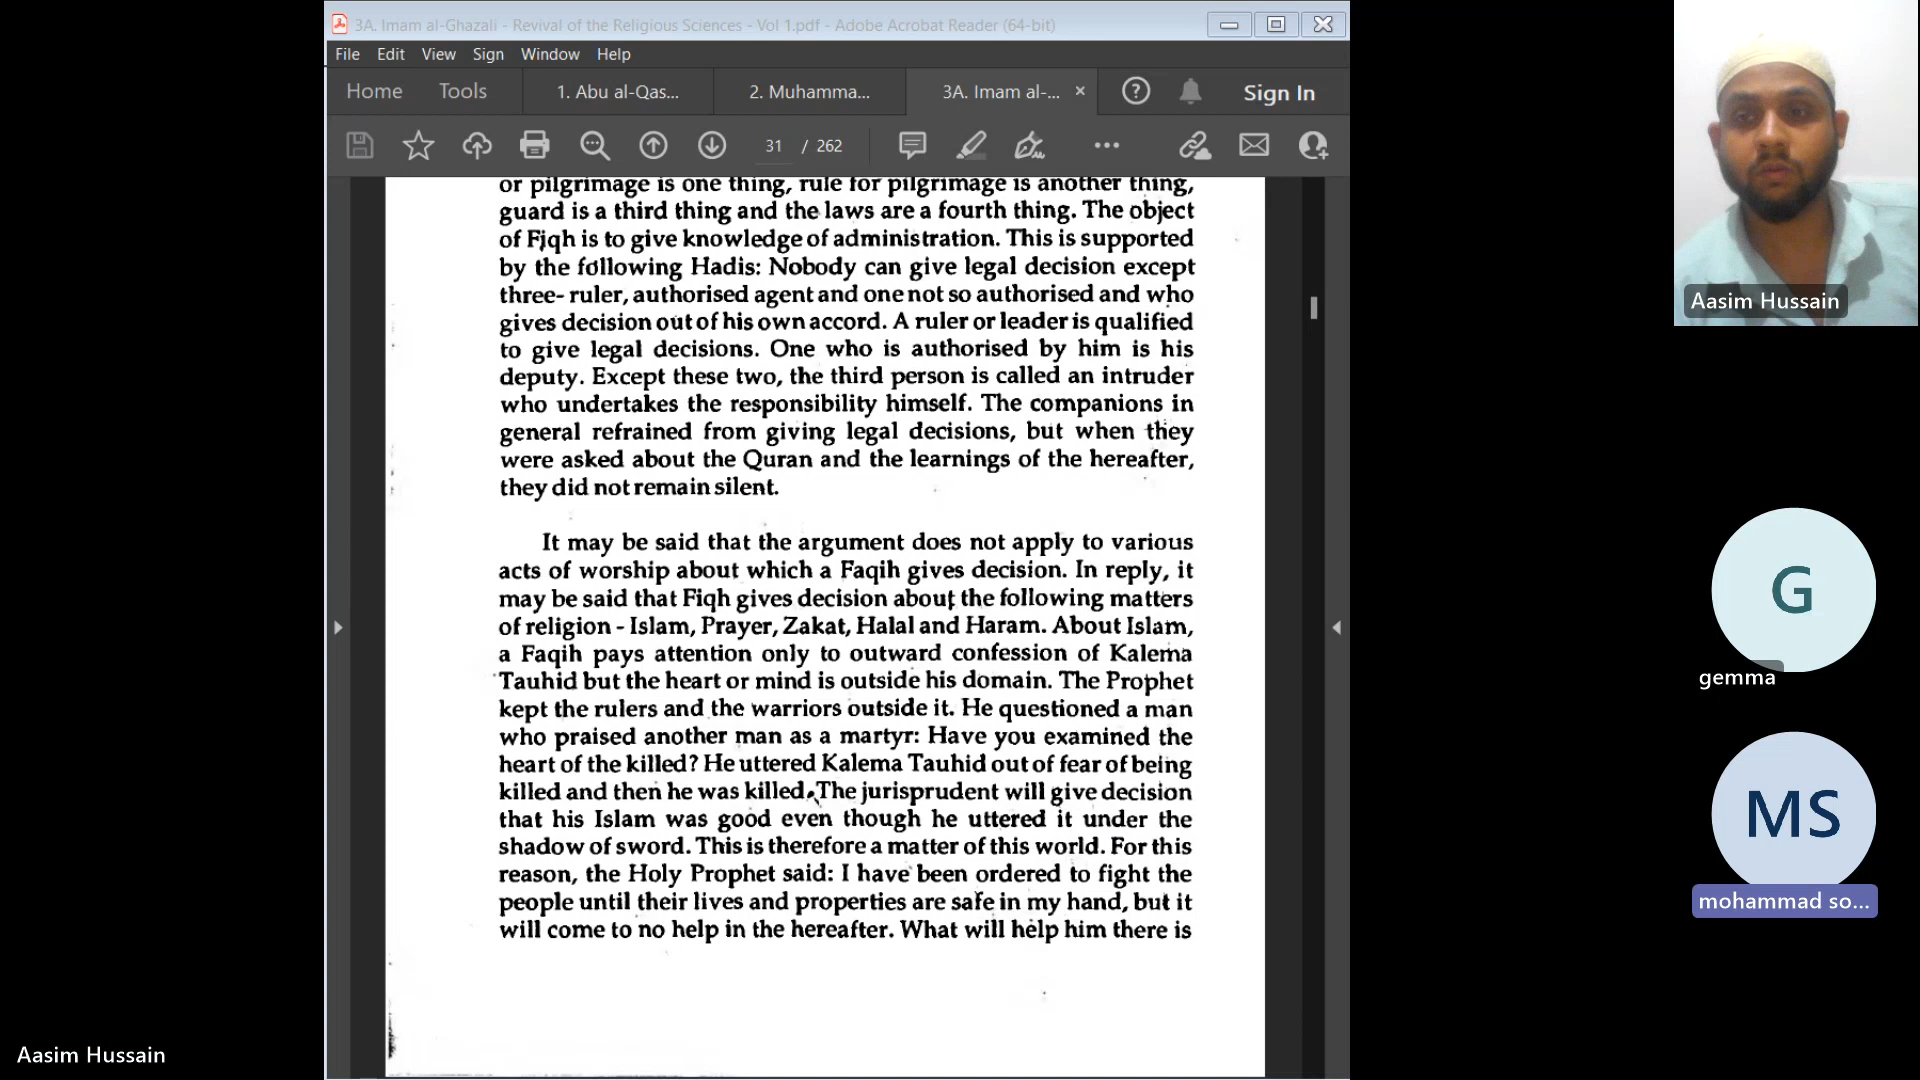 3A. Imam al-Ghazali - Revival of the Religious Sciences - Vol 1.pdf - Adobe Acrobat Reader (64-bit)
File Edit View Sign Window Help
Home Tools 1. Abu al-Qas... 2. Muhamma... 3A. Imam al-... × Sign In
31 / 262
or pilgrimage is one thing, rule for pilgrimage is another thing,
guard is a third thing and the laws are a fourth thing. The object
of Fiqh is to give knowledge of administration. This is supported
by the following Hadis: Nobody can give legal decision except
three- ruler, authorised agent and one not so authorised and who
gives decision out of his own accord. A ruler or leader is qualified
to give legal decisions. One who is authorised by him is his
deputy. Except these two, the third person is called an intruder
who undertakes the responsibility himself. The companions in
general refrained from giving legal decisions, but when they
were asked about the Quran and the learnings of the hereafter,
they did not remain silent.
It may be said that the argument does not apply to various
acts of worship about which a Faqih gives decision. In reply, it
may be said that Fiqh gives decision about the following matters
of religion - Islam, Prayer, Zakat, Halal and Haram. About Islam,
a Faqih pays attention only to outward confession of Kalema
Tauhid but the heart or mind is outside his domain. The Prophet
kept the rulers and the warriors outside it. He questioned a man
who praised another man as a martyr: Have you examined the
heart of the killed? He uttered Kalema Tauhid out of fear of being
killed and then he was killed. The jurisprudent will give decision
that his Islam was good even though he uttered it under the
shadow of sword. This is therefore a matter of this world. For this
reason, the Holy Prophet said: I have been ordered to fight the
people until their lives and properties are safe in my hand, but it
will come to no help in the hereafter. What will help him there is
Aasim Hussain
G
gemma
MS
mohammad so...
Aasim Hussain